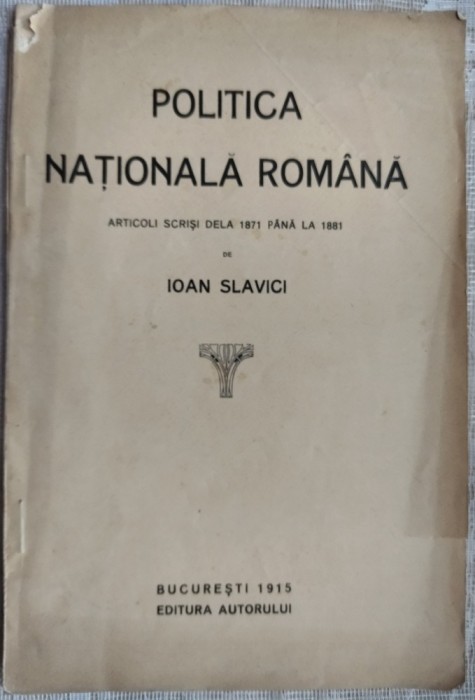 POLITICA
NAȚIONALĂ ROMÂNĂ
ARTICOLI SCRIȘI DELA 1871 PÂNĂ LA 1881
DE
IOAN SLAVICI
BUCUREȘTI 1915
EDITURA AUTORULUI